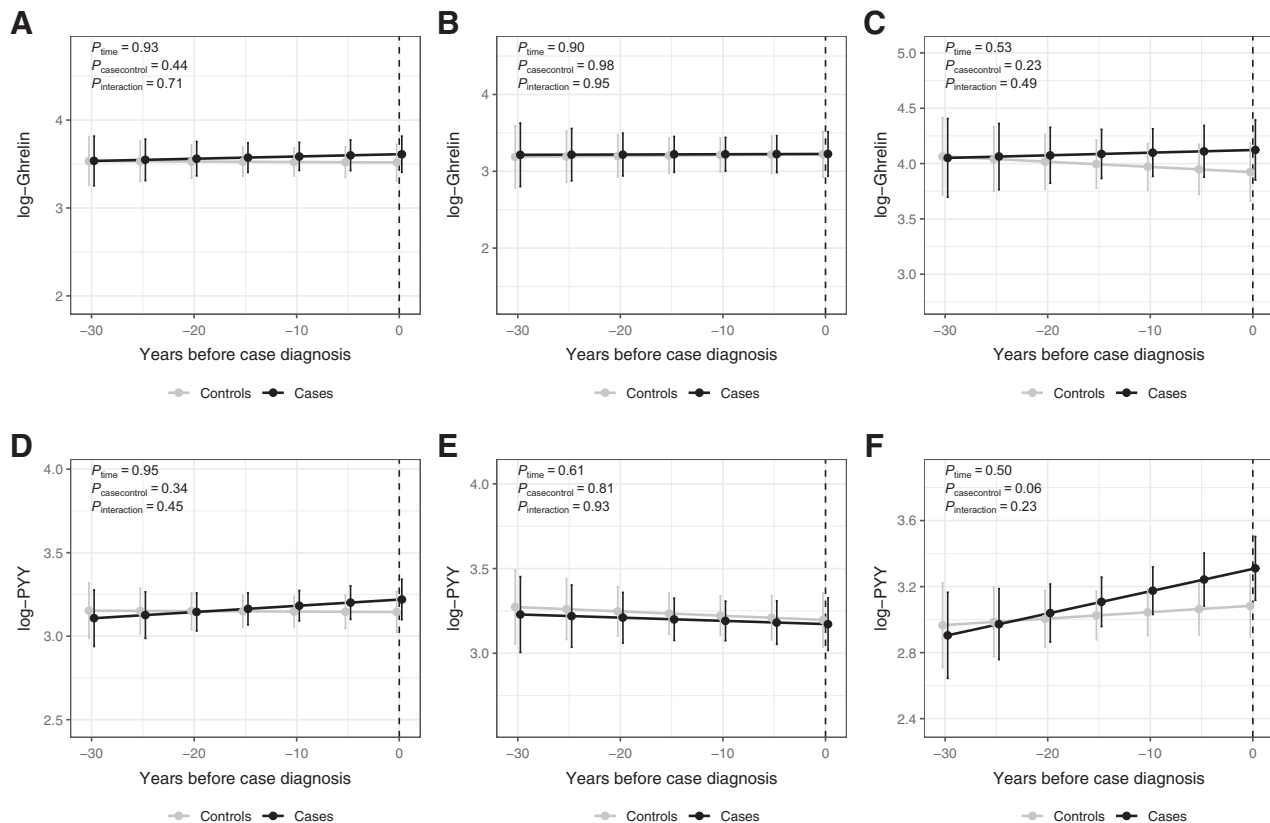 A
P_time = 0.93
P_casecontrol = 0.44
P_interaction = 0.71
log−Ghrelin
4
3
2
−30
−20
−10
0
Years before case diagnosis
Controls Cases
B
P_time = 0.90
P_casecontrol = 0.98
P_interaction = 0.95
log−Ghrelin
4
3
2
−30
−20
−10
0
Years before case diagnosis
Controls Cases
C
P_time = 0.53
P_casecontrol = 0.23
P_interaction = 0.49
log−Ghrelin
5.0
4.5
4.0
3.5
3.0
−30
−20
−10
0
Years before case diagnosis
Controls Cases
D
P_time = 0.95
P_casecontrol = 0.34
P_interaction = 0.45
log−PYY
4.0
3.5
3.0
2.5
−30
−20
−10
0
Years before case diagnosis
Controls Cases
E
P_time = 0.61
P_casecontrol = 0.81
P_interaction = 0.93
log−PYY
4.0
3.5
3.0
−30
−20
−10
0
Years before case diagnosis
Controls Cases
F
P_time = 0.50
P_casecontrol = 0.06
P_interaction = 0.23
log−PYY
3.6
3.2
2.8
2.4
−30
−20
−10
0
Years before case diagnosis
Controls Cases